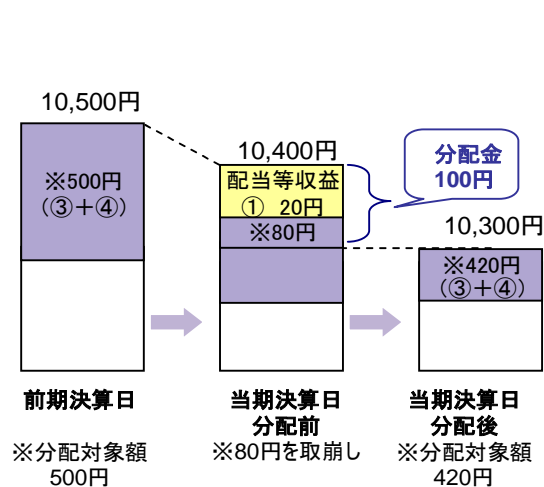 10,500円
※500円
(③+④)
10,400円
配当等収益
① 20円
※80円
分配金
100円
10,300円
※420円
(③+④)
前期決算日
※分配対象額
500円
当期決算日
分配前
※80円を取崩し
当期決算日
分配後
※分配対象額
420円